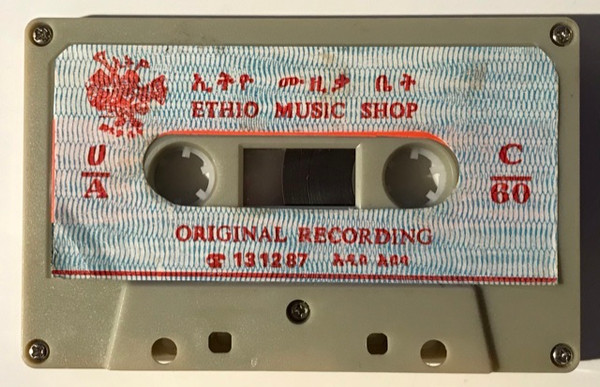 ኢትዮ ሙዚቃ ቤት
ETHIO MUSIC SHOP
ሀ
A
C
60
ORIGINAL RECORDING
☎ 131287 አዲስ አበባ